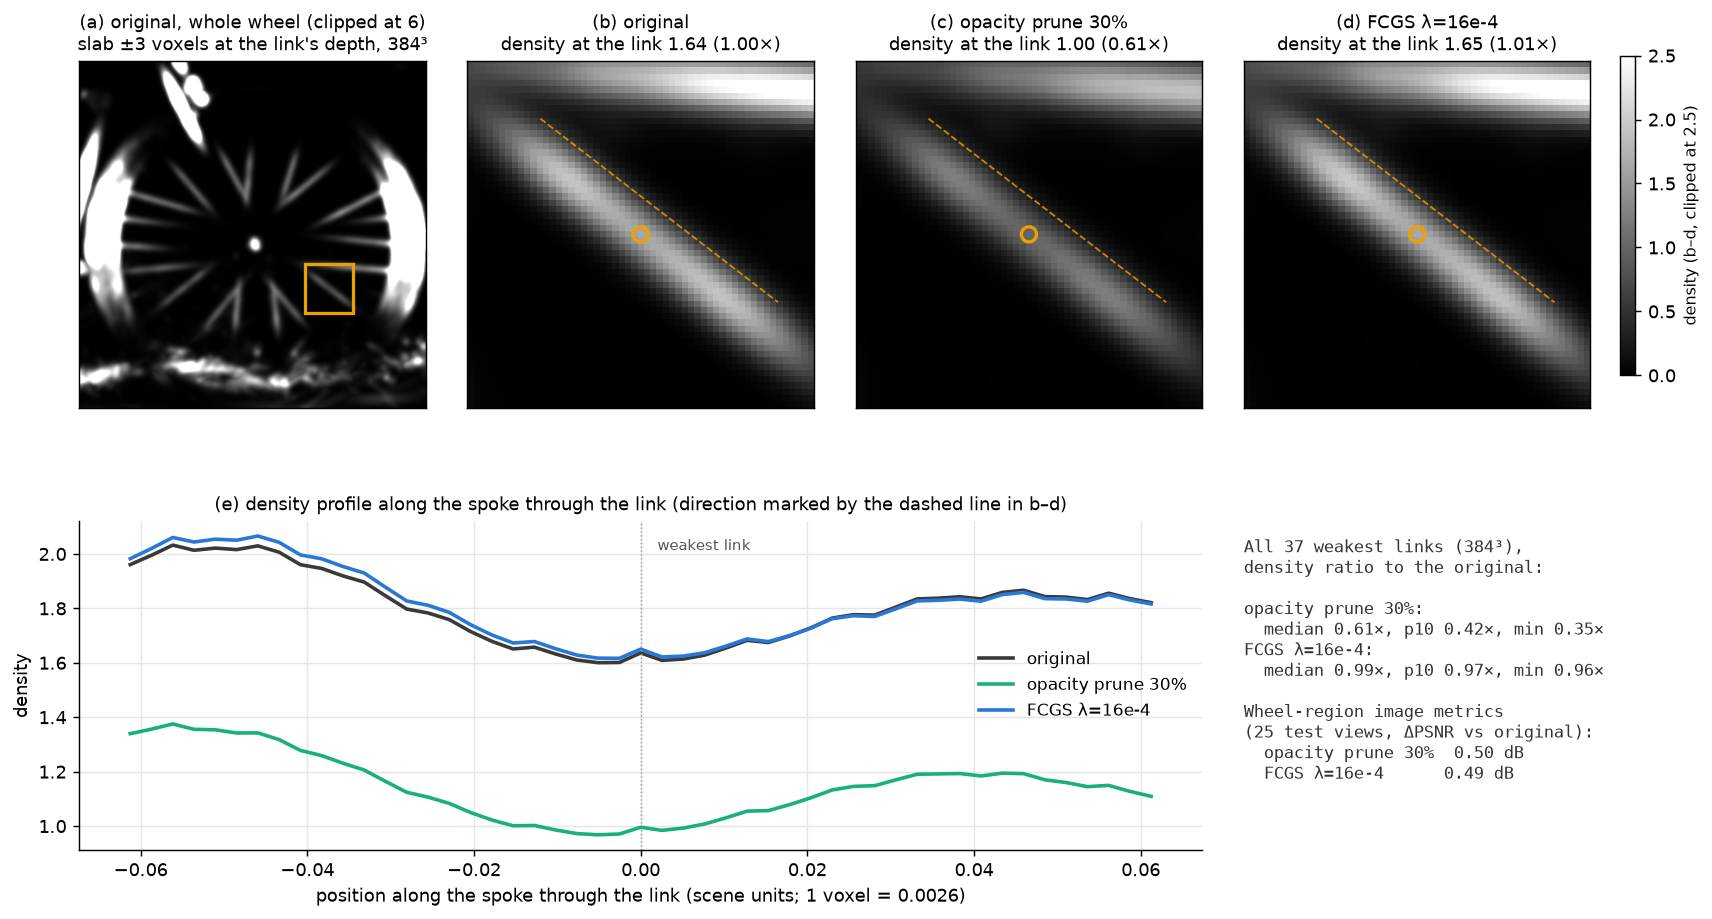 (a) original, whole wheel (clipped at 6)
slab ±3 voxels at the link's depth, 384³
(b) original
density at the link 1.64 (1.00×)
(c) opacity prune 30%
density at the link 1.00 (0.61×)
(d) FCGS λ=16e-4
density at the link 1.65 (1.01×)
2.5
2.0
1.5
1.0
0.5
0.0
density (b–d, clipped at 2.5)
(e) density profile along the spoke through the link (direction marked by the dashed line in b–d)
density
2.0
1.8
1.6
1.4
1.2
1.0
weakest link
original
opacity prune 30%
FCGS λ=16e-4
−0.06
−0.04
−0.02
0.00
0.02
0.04
0.06
position along the spoke through the link (scene units; 1 voxel = 0.0026)
All 37 weakest links (384³),
density ratio to the original:
opacity prune 30%:
median 0.61×, p10 0.42×, min 0.35×
FCGS λ=16e-4:
median 0.99×, p10 0.97×, min 0.96×
Wheel-region image metrics
(25 test views, ΔPSNR vs original):
opacity prune 30%  0.50 dB
FCGS λ=16e-4      0.49 dB